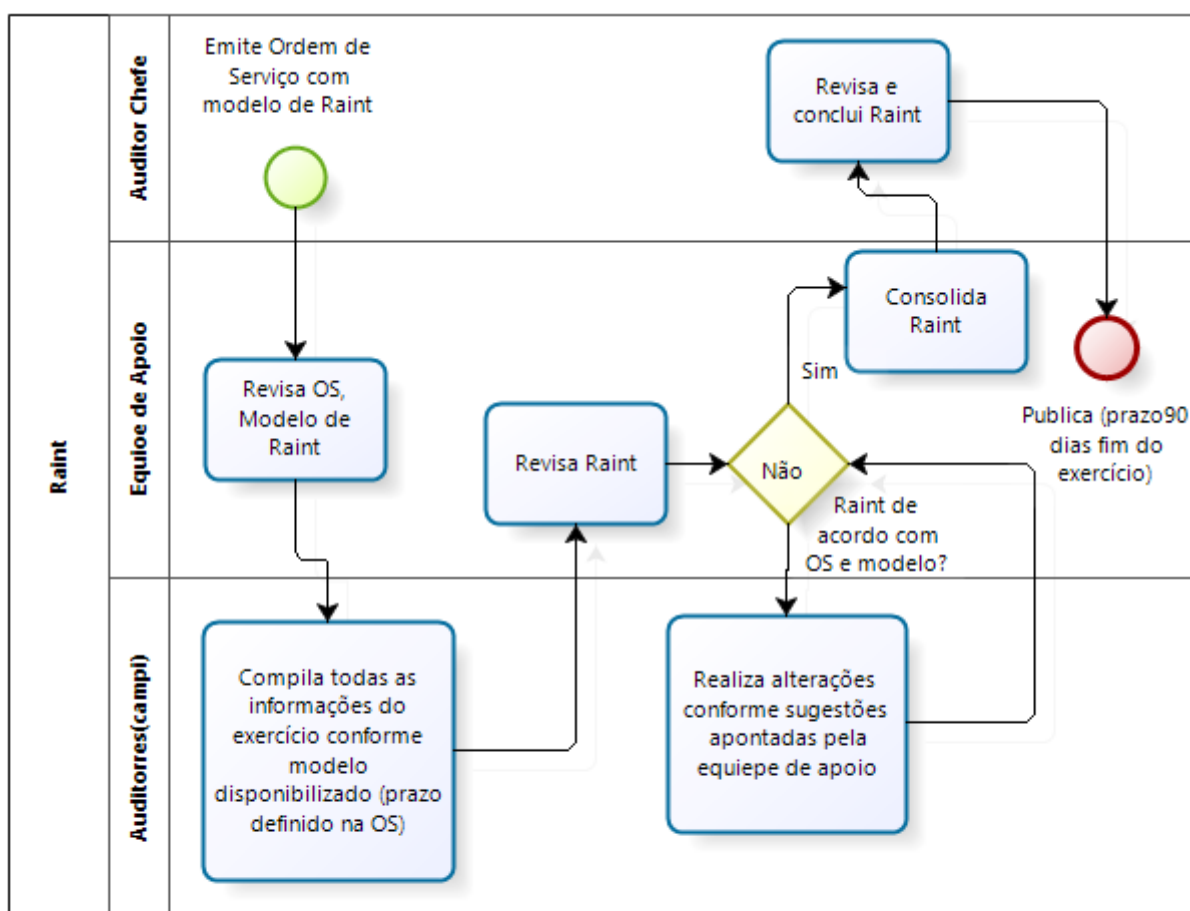 Raint
Auditor Chefe
Emite Ordem de
Serviço com
modelo de Raint
Revisa e
conclui Raint
Equioe de Apoio
Revisa OS,
Modelo de
Raint
Revisa Raint
Não
Sim
Raint de
acordo com
OS e modelo?
Consolida
Raint
Publica (prazo90
dias fim do
exercício)
Auditorres(campi)
Compila todas as
informações do
exercício conforme
modelo
disponibilizado (prazo
definido na OS)
Realiza alterações
conforme sugestões
apontadas pela
equiepe de apoio